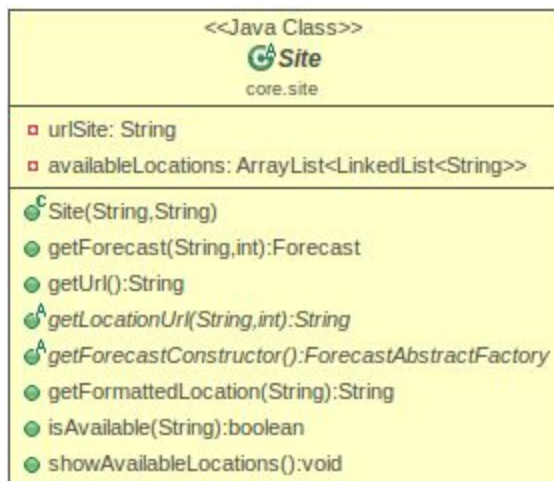 <<Java Class>>
Site
core.site
urlSite: String
availableLocations: ArrayList<LinkedList<String>>
Site(String,String)
getForecast(String,int):Forecast
getUrl():String
getLocationUrl(String,int):String
getForecastConstructor():ForecastAbstractFactory
getFormattedLocation(String):String
isAvailable(String):boolean
showAvailableLocations():void